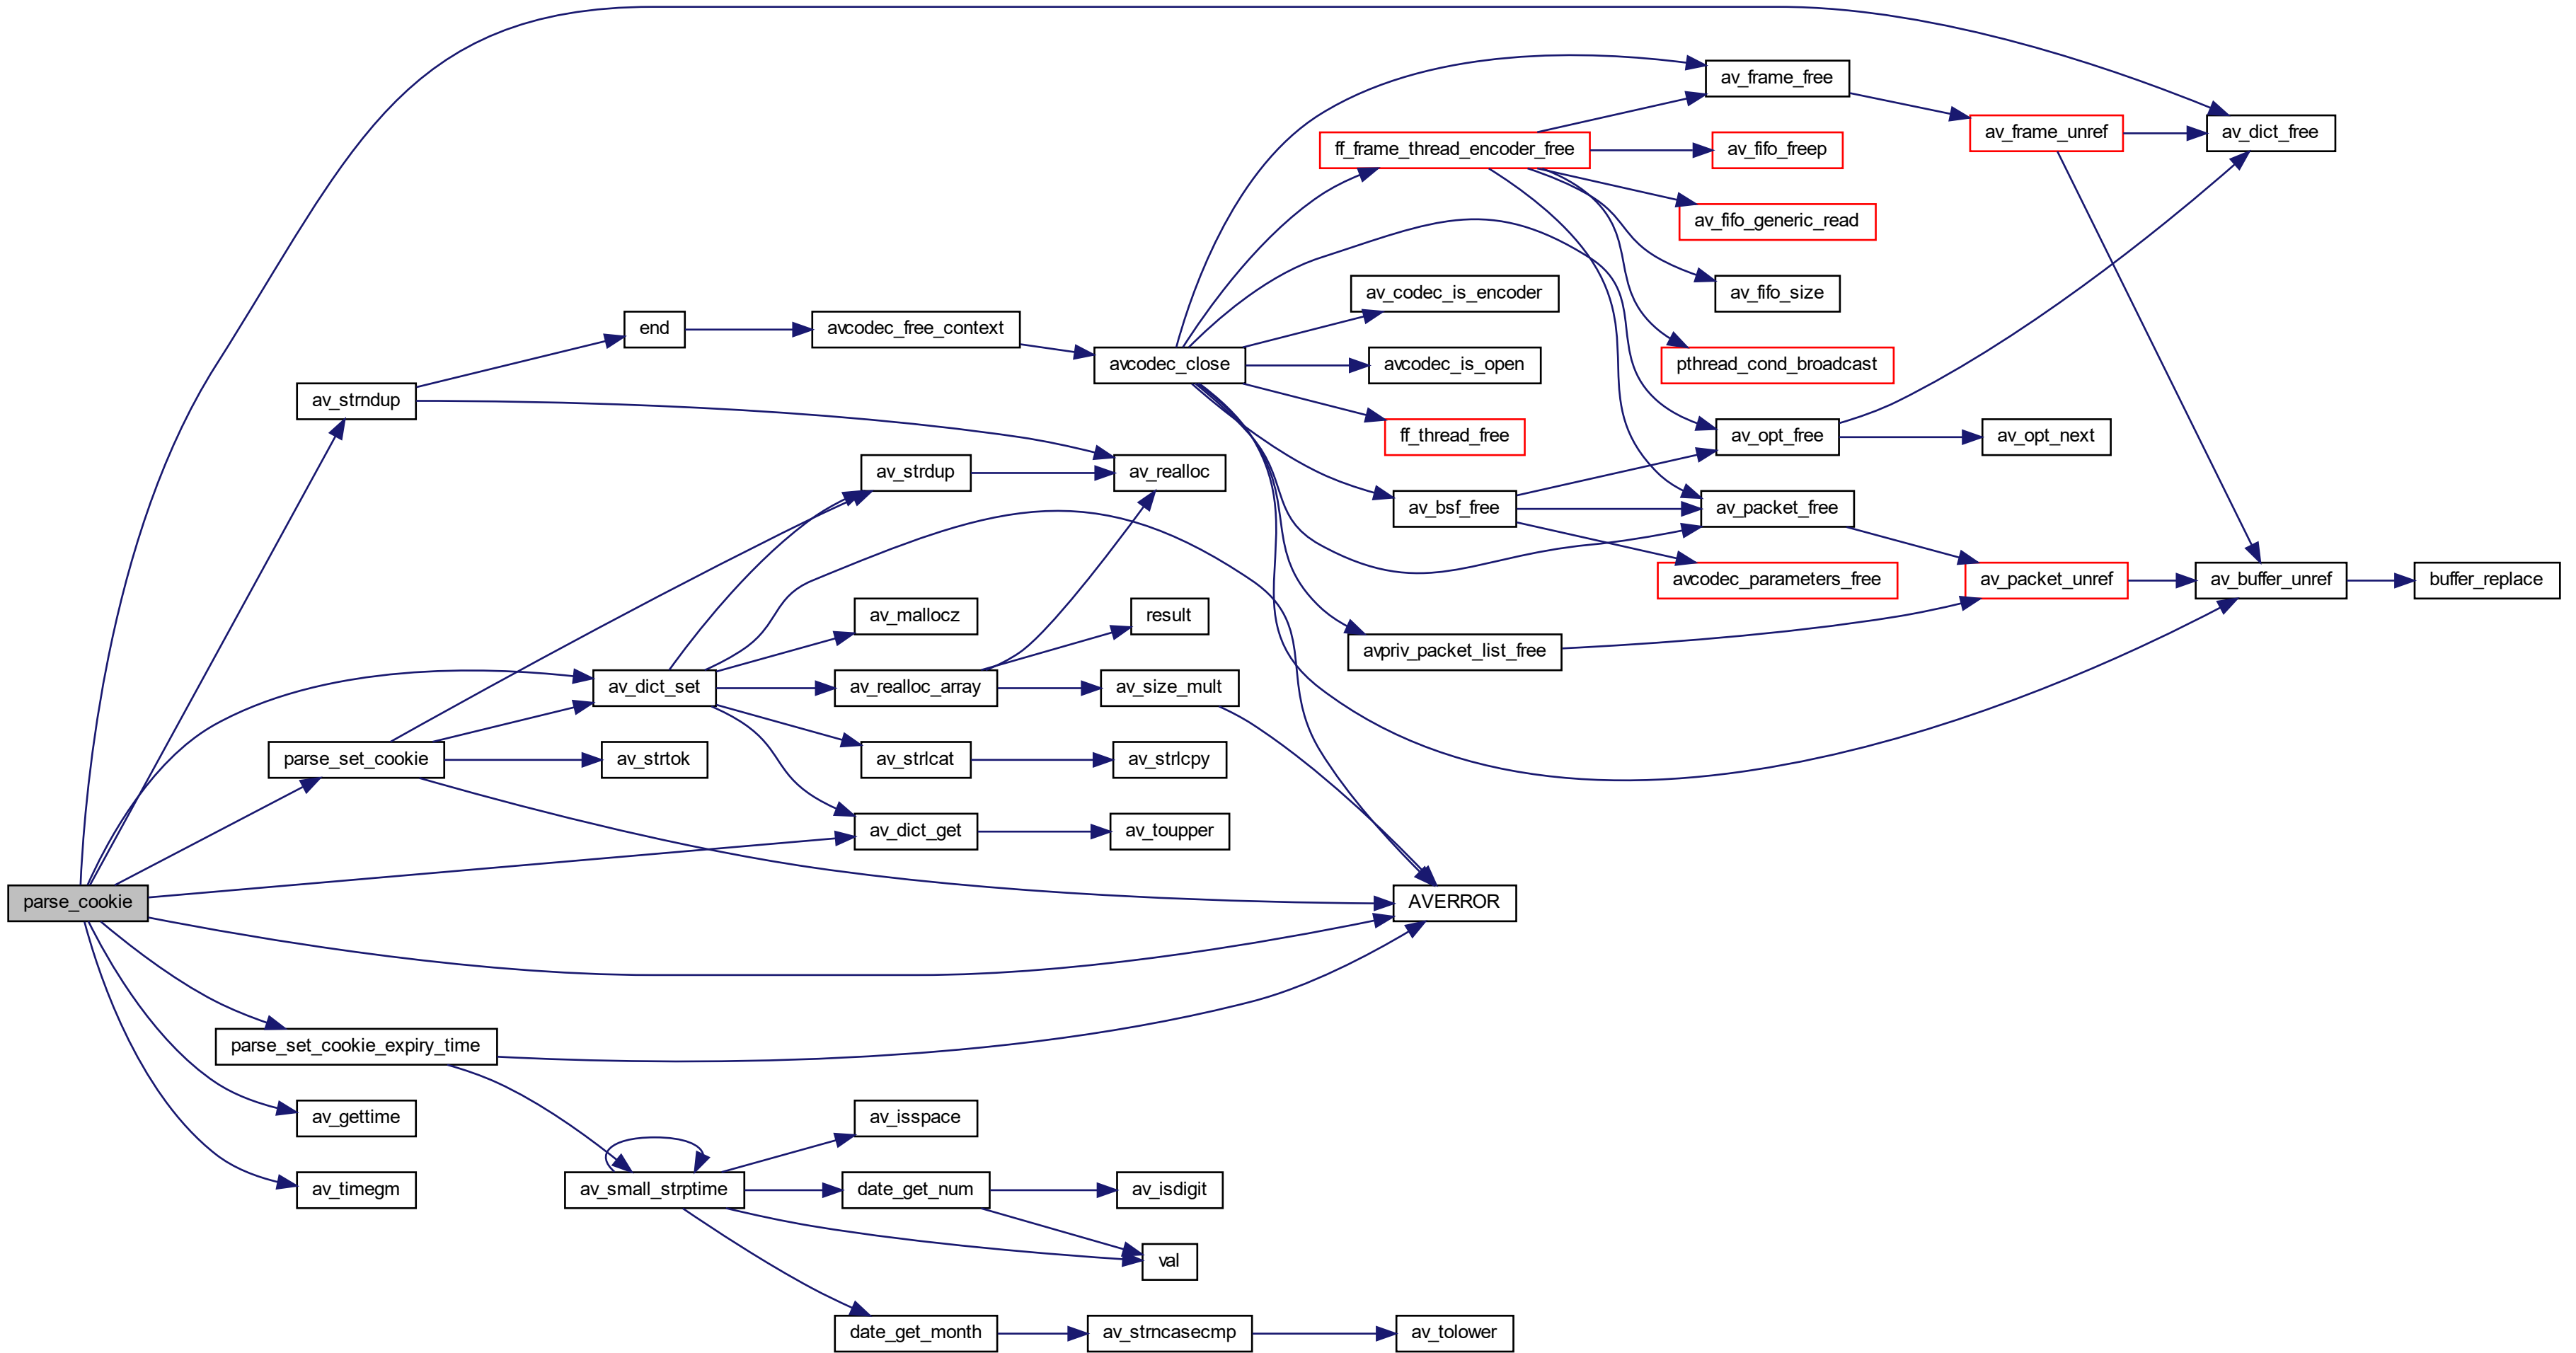 av_frame_free
av_frame_unref
av_dict_free
ff_frame_thread_encoder_free
av_fifo_freep
av_fifo_generic_read
av_codec_is_encoder
av_fifo_size
end
avcodec_free_context
avcodec_close
avcodec_is_open
pthread_cond_broadcast
av_strndup
ff_thread_free
av_opt_free
av_opt_next
av_strdup
av_realloc
av_bsf_free
av_packet_free
avcodec_parameters_free
av_packet_unref
av_buffer_unref
buffer_replace
av_mallocz
result
avpriv_packet_list_free
av_dict_set
av_realloc_array
av_size_mult
parse_set_cookie
av_strtok
av_strlcat
av_strlcpy
av_dict_get
av_toupper
parse_cookie
AVERROR
parse_set_cookie_expiry_time
av_gettime
av_isspace
av_timegm
av_small_strptime
date_get_num
av_isdigit
val
date_get_month
av_strncasecmp
av_tolower